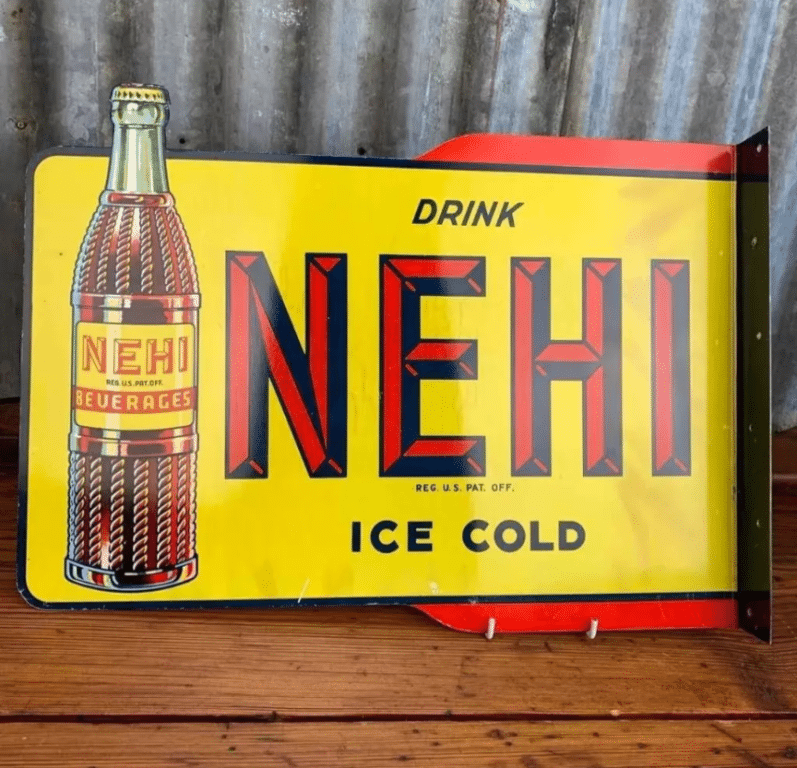 DRINK
NEHI
REG. U.S. PAT. OFF.
ICE COLD
NEHI
REG. U.S. PAT. OFF.
BEVERAGES